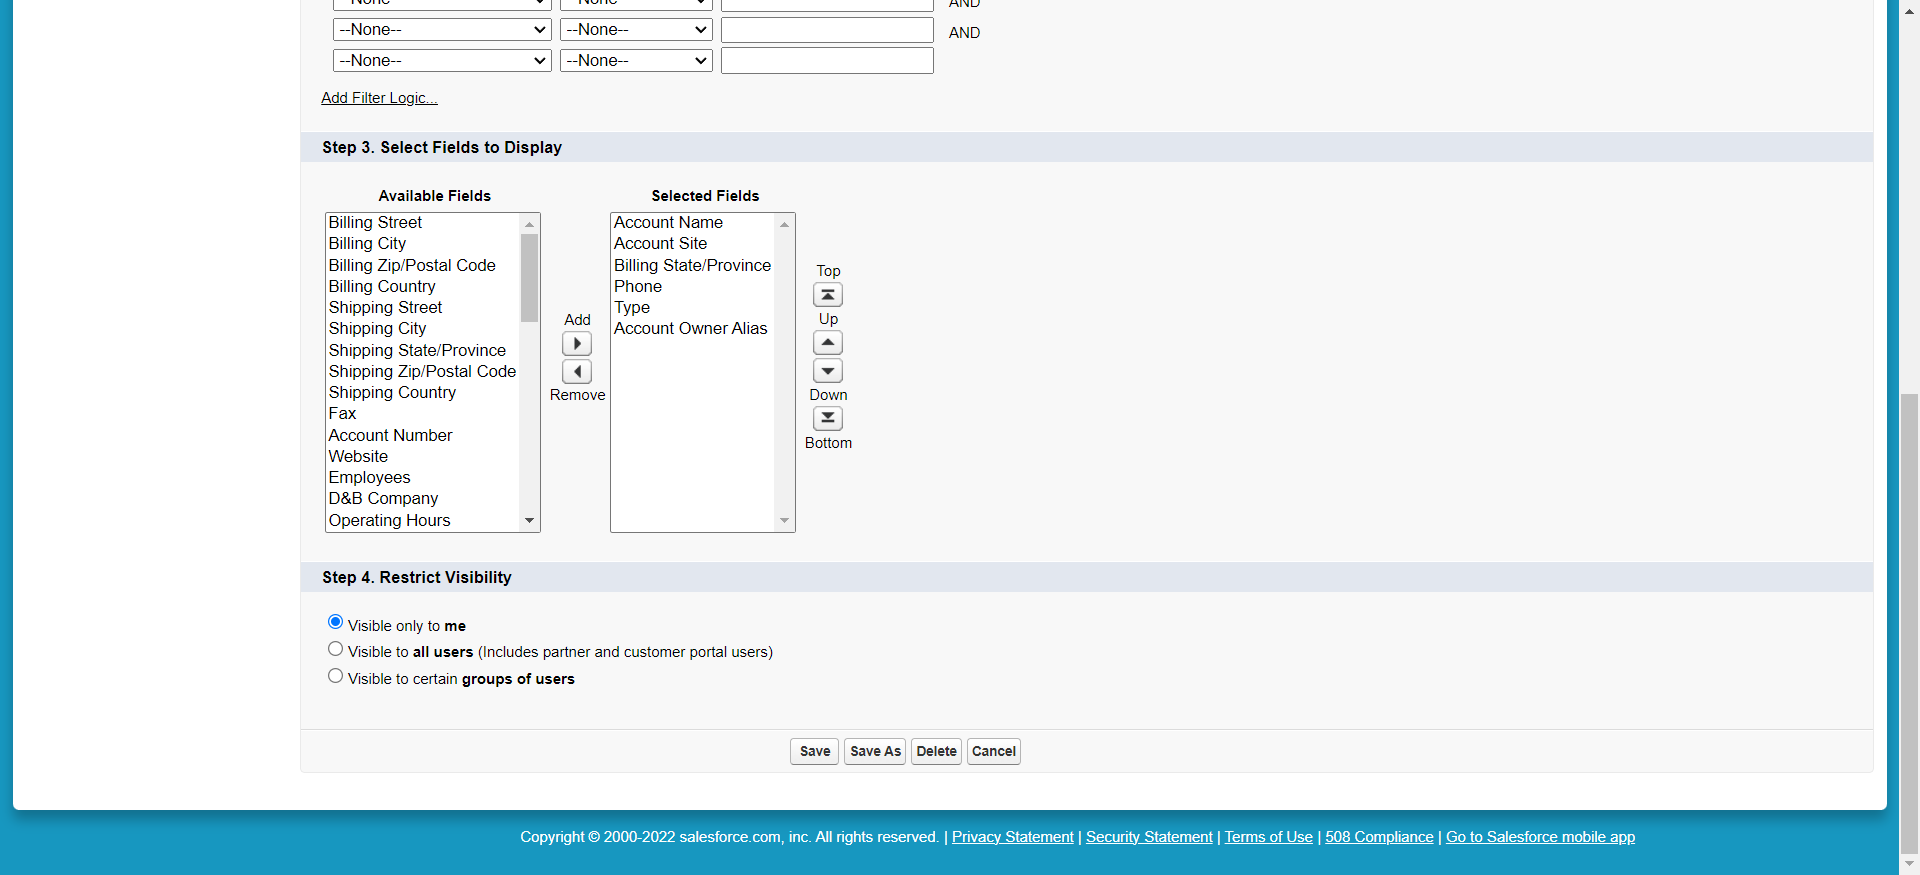 --None-- --None-- AND
--None-- --None-- AND
--None-- --None--
Add Filter Logic...
Step 3. Select Fields to Display
Available Fields
Billing Street
Billing City
Billing Zip/Postal Code
Billing Country
Shipping Street
Shipping City
Shipping State/Province
Shipping Zip/Postal Code
Shipping Country
Fax
Account Number
Website
Employees
D&B Company
Operating Hours
Add
Remove
Selected Fields
Account Name
Account Site
Billing State/Province
Phone
Type
Account Owner Alias
Top
Up
Down
Bottom
Step 4. Restrict Visibility
Visible only to me
Visible to all users (Includes partner and customer portal users)
Visible to certain groups of users
Save Save As Delete Cancel
Copyright © 2000-2022 salesforce.com, inc. All rights reserved. | Privacy Statement | Security Statement | Terms of Use | 508 Compliance | Go to Salesforce mobile app